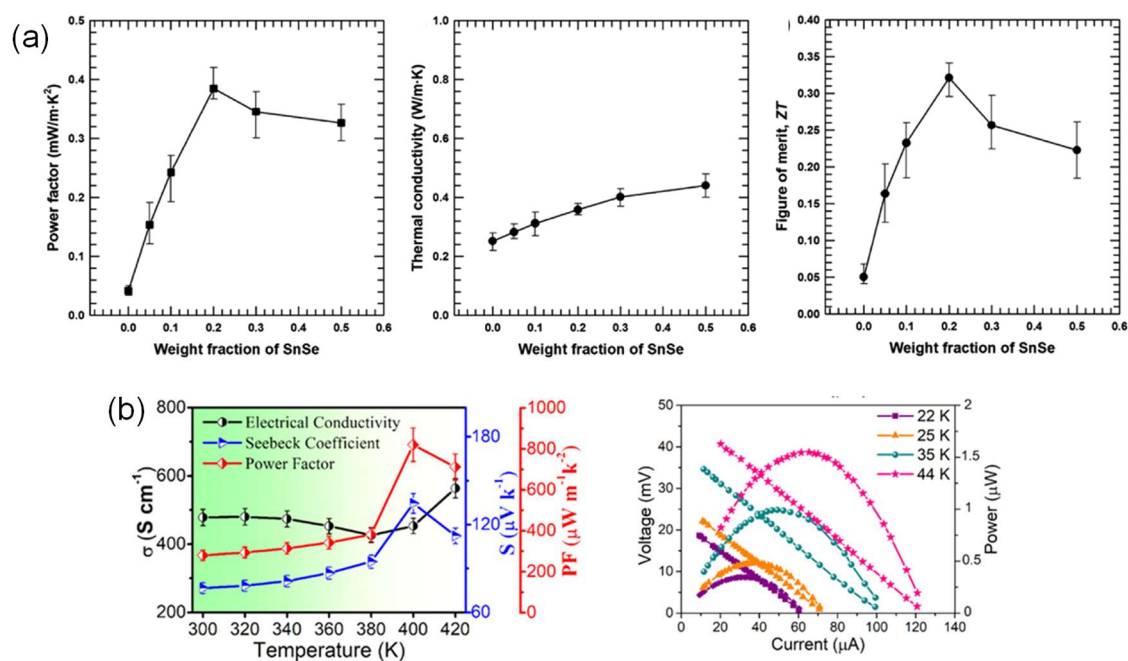 (a)
Power factor (mW/m·K²)
0.5
0.4
0.3
0.2
0.1
0.0
0.0 0.1 0.2 0.3 0.4 0.5 0.6
Weight fraction of SnSe
Thermal conductivity (W/m·K)
1.0
0.8
0.6
0.4
0.2
0.0
0.0 0.1 0.2 0.3 0.4 0.5 0.6
Weight fraction of SnSe
Figure of merit, ZT
0.40
0.35
0.30
0.25
0.20
0.15
0.10
0.05
0.00
0.0 0.1 0.2 0.3 0.4 0.5 0.6
Weight fraction of SnSe
(b)
σ (S cm⁻¹)
800
600
400
200
Electrical Conductivity
Seebeck Coefficient
Power Factor
300 320 340 360 380 400 420
Temperature (K)
180
120
60
S (μV k⁻¹)
1000
800
600
400
200
0
PF (μW m⁻¹k⁻²)
Voltage (mV)
50
40
30
20
10
0
22 K
25 K
35 K
44 K
0 20 40 60 80 100 120 140
Current (μA)
2
1.5
1
0.5
0
Power (μW)